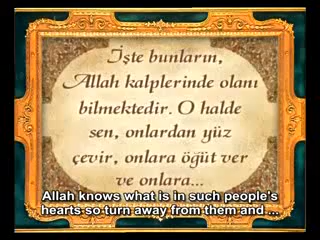 İşte bunların,
Allah kalplerinde olanı
bilmektedir. O halde
sen, onlardan yüz
çevir, onlara öğüt ver
ve onlara...
Allah knows what is in such people's
hearts so turn away from them and ...